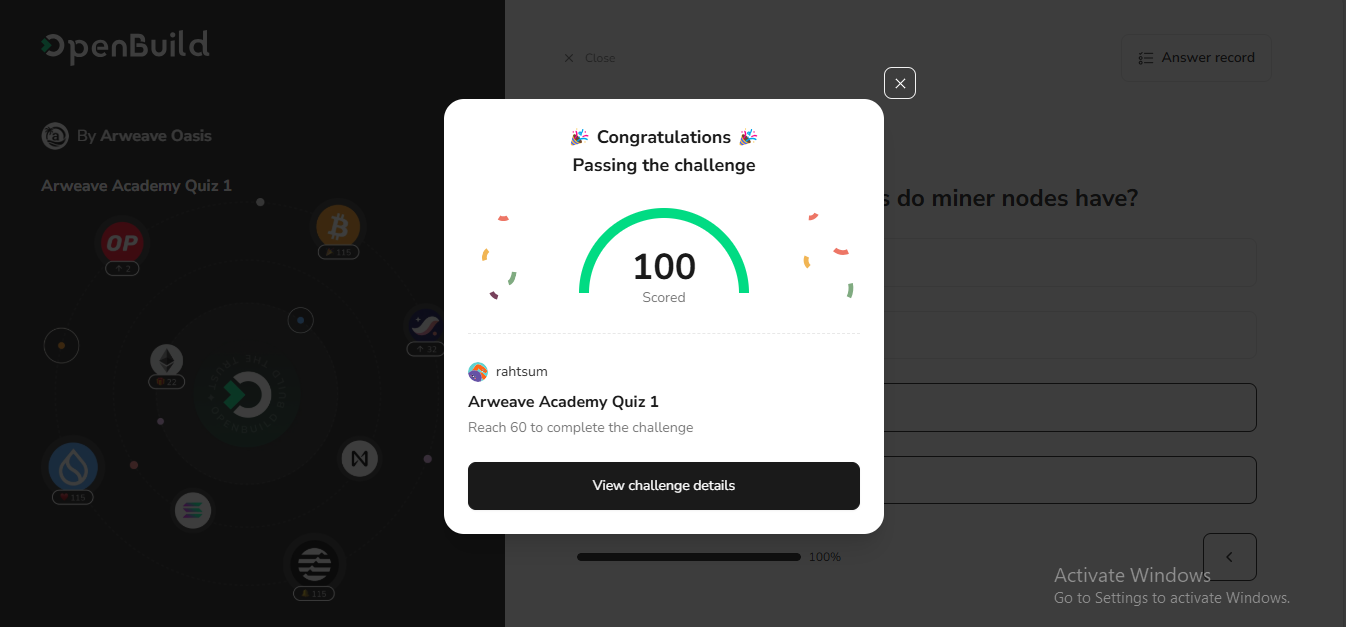 OpenBuild
By Arweave Oasis
Arweave Academy Quiz 1
OP
2
115
32
22
115
115
Close
Answer record
do miner nodes have?
100%
Congratulations
Passing the challenge
100
Scored
rahtsum
Arweave Academy Quiz 1
Reach 60 to complete the challenge
View challenge details
Activate Windows
Go to Settings to activate Windows.